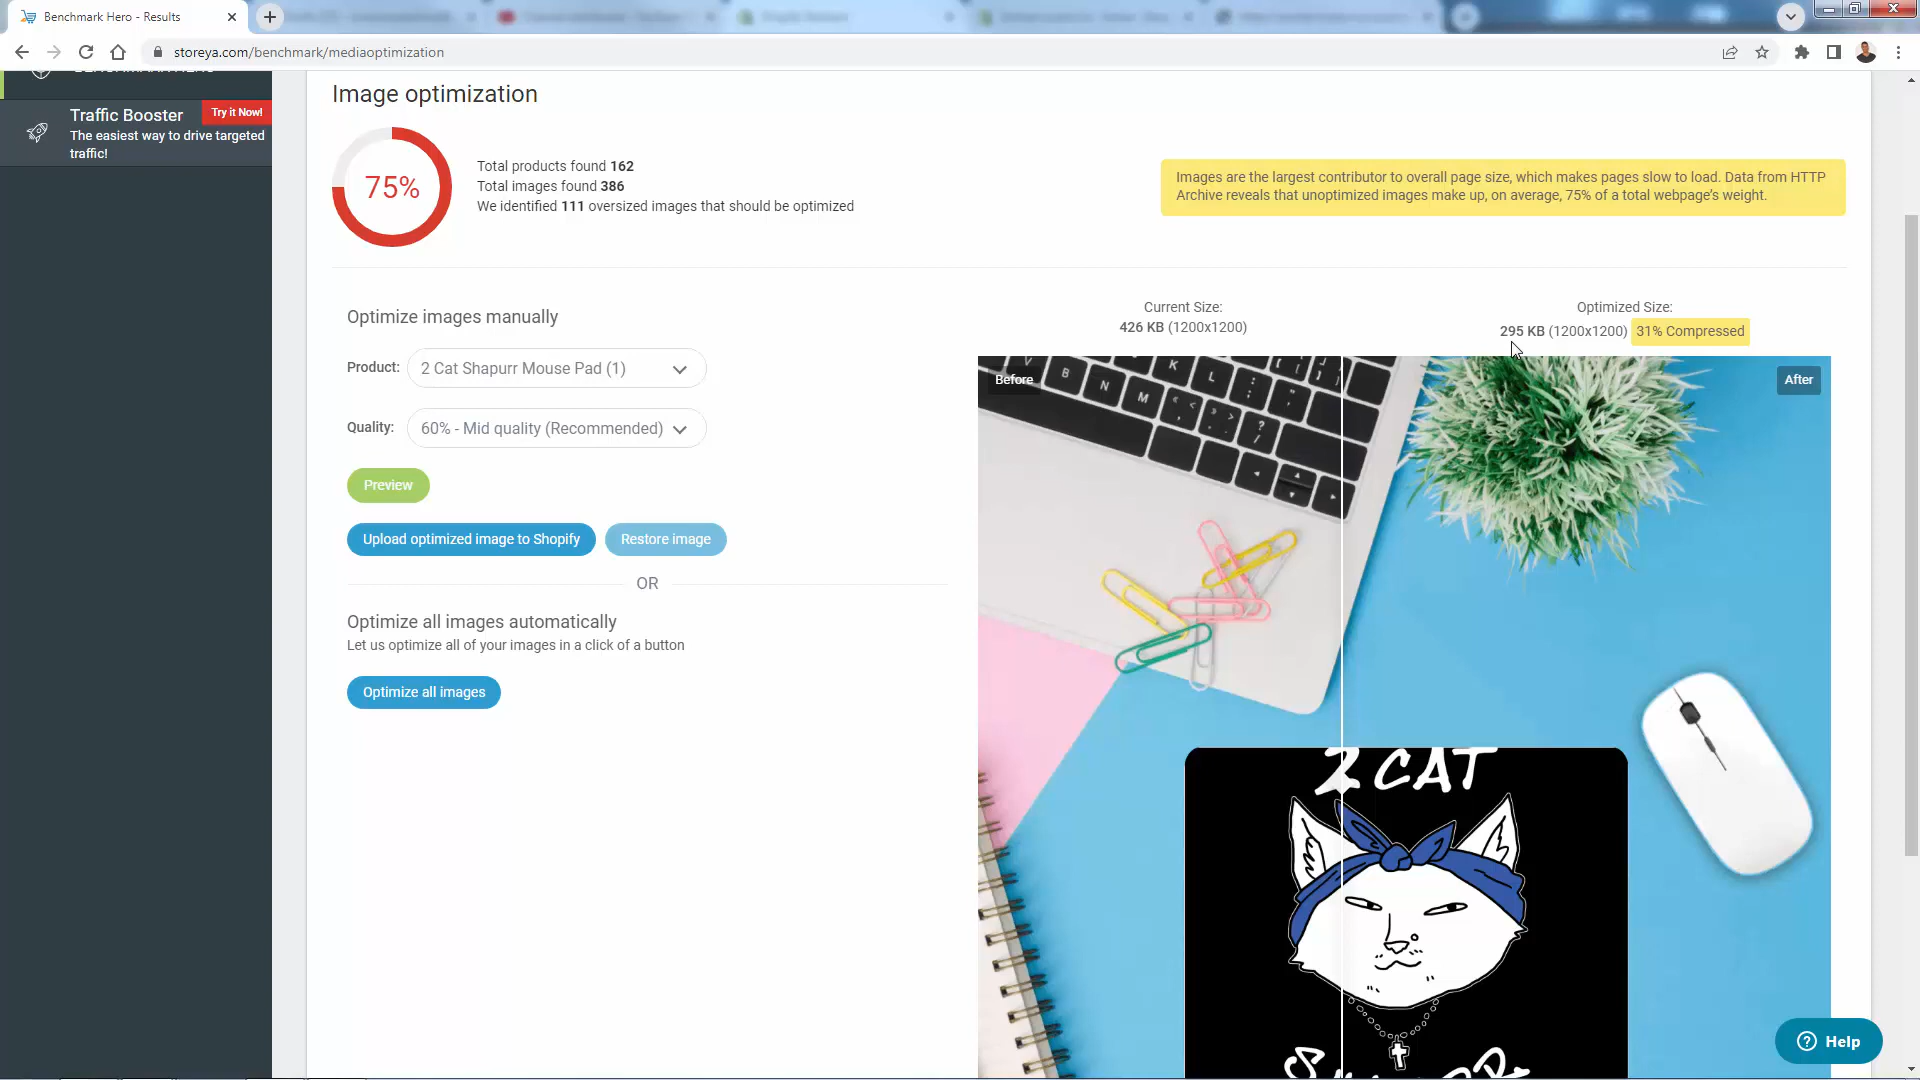 Benchmark Hero - Results
storeya.com/benchmark/mediaoptimization
BENCHMARK HERO
Traffic Booster
Try it Now!
The easiest way to drive targeted
traffic!
Image optimization
75%
Total products found 162
Total images found 386
We identified 111 oversized images that should be optimized
Images are the largest contributor to overall page size, which makes pages slow to load. Data from HTTP
Archive reveals that unoptimized images make up, on average, 75% of a total webpage's weight.
Optimize images manually
Product: 2 Cat Shapurr Mouse Pad (1)
Quality: 60% - Mid quality (Recommended)
Preview
Upload optimized image to Shopify
Restore image
OR
Optimize all images automatically
Let us optimize all of your images in a click of a button
Optimize all images
Current Size:
426 KB (1200x1200)
Optimized Size:
295 KB (1200x1200) 31% Compressed
Before
After
V B N M K L
2 CAT
Help